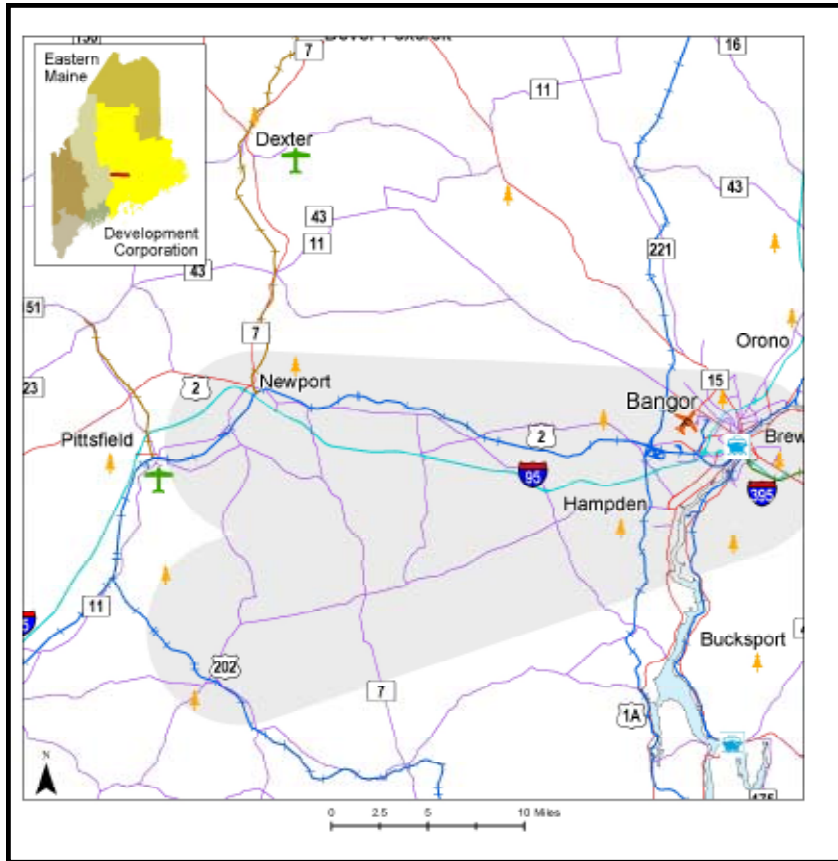 Eastern
Maine
Development
Corporation
7
16
11
Dexter
43
43
11
221
43
7
Orono
23
2
Newport
15
Bangor
Pittsfield
2
Brew
95
395
Hampden
11
Bucksport
202
7
1A
N
0 2.5 5 10 Miles